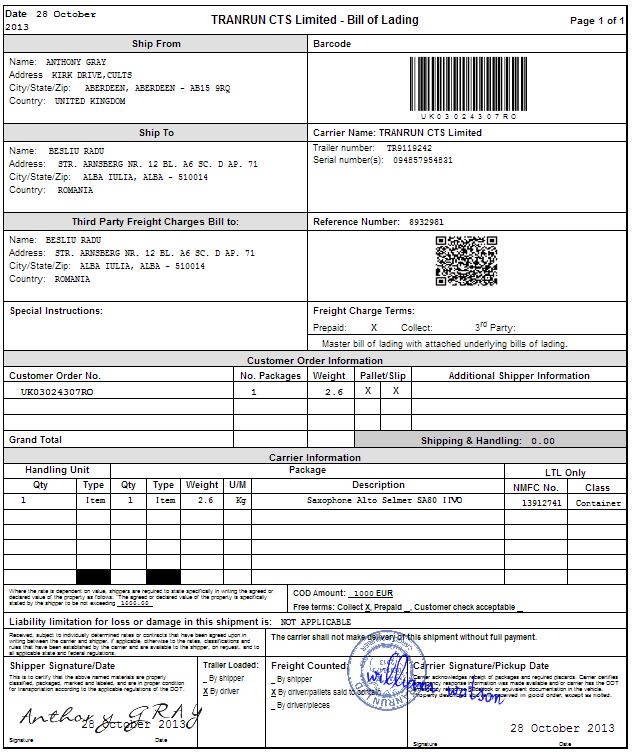 Date 28 October 2013
TRANRUN CTS Limited - Bill of Lading
Page 1 of 1
Ship From
Name: ANTHONY GRAY
Address KIRK DRIVE,CULTS
City/State/Zip: ABERDEEN, ABERDEEN - AB15 9RQ
Country: UNITED KINGDOM
Barcode
UK03024307RO
Ship To
Name: BESLIU RADU
Address: STR. ARNSBERG NR. 12 BL. A6 SC. D AP. 71
City/State/Zip: ALBA IULIA, ALBA - 510014
Country: ROMANIA
Carrier Name: TRANRUN CTS Limited
Trailer number: TR9119242
Serial number(s): 094857954831
Third Party Freight Charges Bill to:
Name: BESLIU RADU
Address: STR. ARNSBERG NR. 12 BL. A6 SC. D AP. 71
City/State/Zip: ALBA IULIA, ALBA - 510014
Country: ROMANIA
Reference Number: 8932981
Special Instructions:
Freight Charge Terms:
Prepaid: X Collect: 3rd Party:
Master bill of lading with attached underlying bills of lading.
Customer Order Information
Customer Order No. No. Packages Weight Pallet/Slip Additional Shipper Information
UK03024307RO 1 2.6 X X
Grand Total Shipping & Handling: 0.00
Carrier Information
Handling Unit Package LTL Only
Qty Type Qty Type Weight U/M Description NMFC No. Class
1 Item 1 Item 2.6 Kg Saxophone Alto Selmer SA80 IIVO 13912741 Container
Where the rate is dependent on value, shippers are required to state specifically in writing the agreed or
declared value of the property as follows: "The agreed or declared value of the property is specifically
stated by the shipper to be not exceeding 1000.00
COD Amount: 1000 EUR
Free terms: Collect X, Prepaid _, Customer check acceptable _
Liability limitation for loss or damage in this shipment is: NOT APPLICABLE
Received, subject to individually determined rates or contracts that have been agreed upon in
writing between the carrier and shipper, if applicable, otherwise to the rates, classifications and
rules that have been established by the carrier and are available to the shipper, on request, and to
all applicable state and federal regulations.
The carrier shall not make delivery of this shipment without full payment.
Shipper Signature/Date
This is to certify that the above named materials are properly
classified, packaged, marked and labeled, and are in proper condition
for transportation according to the applicable regulations of the DOT.
Anthony GRAY
28 October 2013
Signature Date
Trailer Loaded:
_ By shipper
X By driver
Freight Counted:
_ By Shipper
X By driver/pallets said to contain
_ By driver/pieces
Carrier Signature/Pickup Date
Carrier acknowledges receipt of packages and required placards. Carrier certifies
response information was made available and/or carrier has the DOT
or equivalent documentation in the vehicle.
Property received in good order, except as noted.
william wilson
TRANRUN
28 October 2013
Signature Date